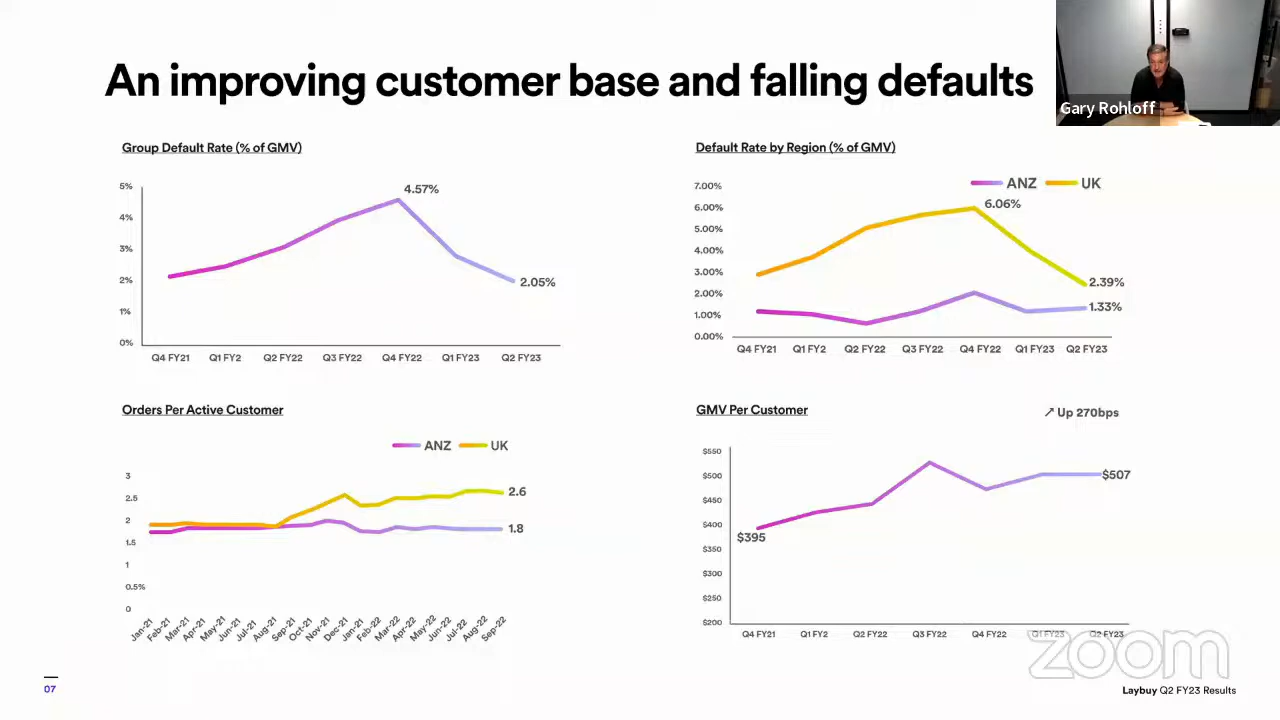 An improving customer base and falling defaults
Gary Rohloff
Group Default Rate (% of GMV)
5%
4%
3%
2%
1%
0%
4.57%
2.05%
Q4 FY21 Q1 FY2 Q2 FY22 Q3 FY22 Q4 FY22 Q1 FY23 Q2 FY23
Default Rate by Region (% of GMV)
ANZ UK
7.00%
6.00%
5.00%
4.00%
3.00%
2.00%
1.00%
0.00%
6.06%
2.39%
1.33%
Q4 FY21 Q1 FY2 Q2 FY22 Q3 FY22 Q4 FY22 Q1 FY23 Q2 FY23
Orders Per Active Customer
ANZ UK
3
2.5
2
1.5
1
0.5%
0
2.6
1.8
Jan-21 Feb-21 Mar-21 Apr-21 May-21 Jun-21 Jul-21 Aug-21 Sep-21 Oct-21 Nov-21 Dec-21 Jan-21 Feb-22 Mar-22 Apr-22 May-22 Jun-22 Jul-22 Aug-22 Sep-22
GMV Per Customer
↗ Up 270bps
$550
$500
$450
$400
$350
$300
$250
$200
$395
$507
Q4 FY21 Q1 FY2 Q2 FY22 Q3 FY22 Q4 FY22 Q1 FY23 Q2 FY23
zoom
07
Laybuy Q2 FY23 Results